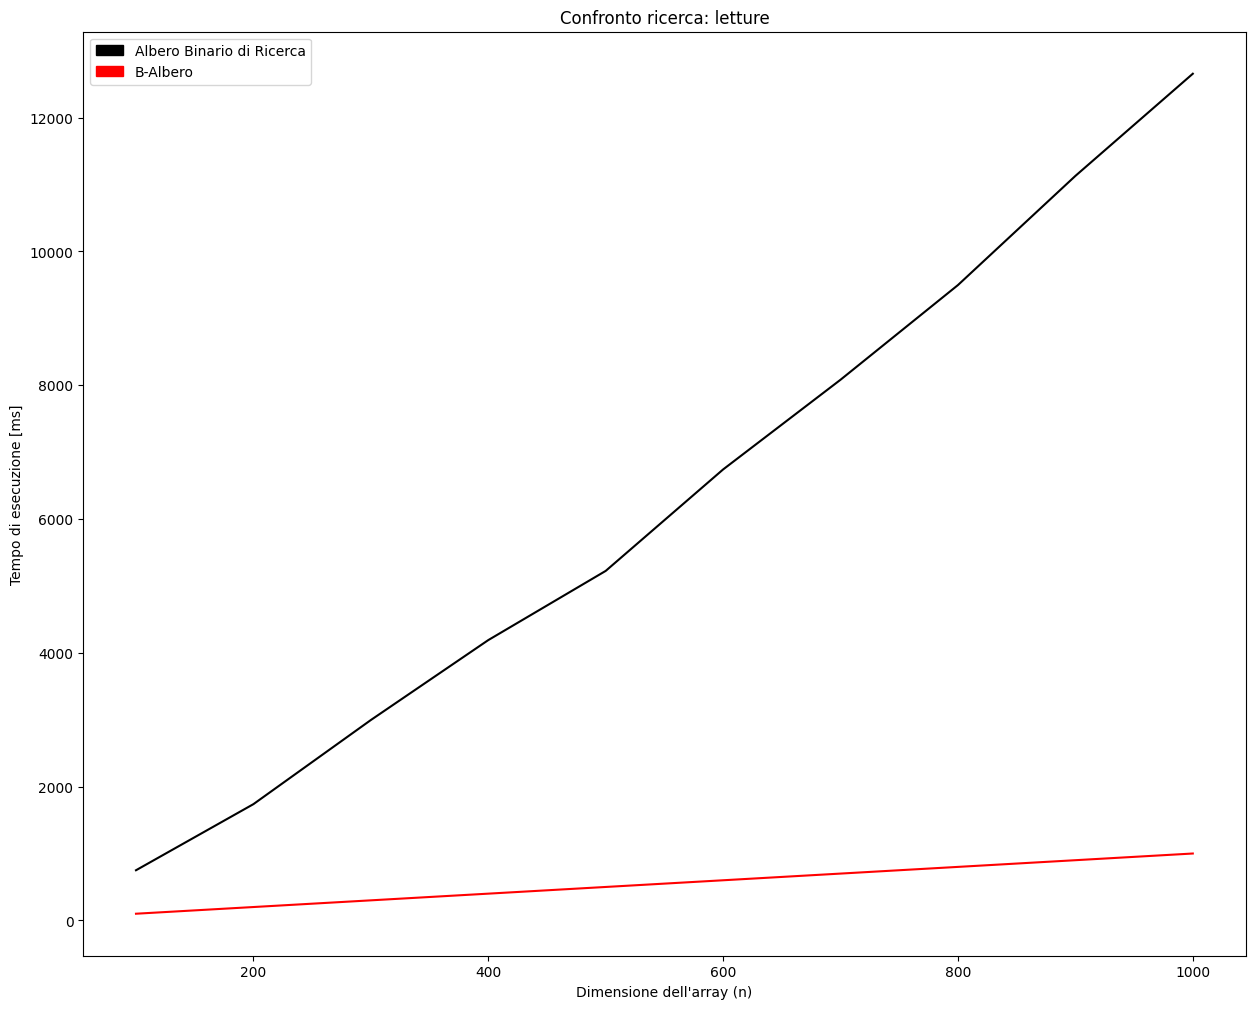 Confronto ricerca: letture
Albero Binario di Ricerca
B-Albero
Tempo di esecuzione [ms]
12000
10000
8000
6000
4000
2000
0
200 400 600 800 1000
Dimensione dell'array (n)